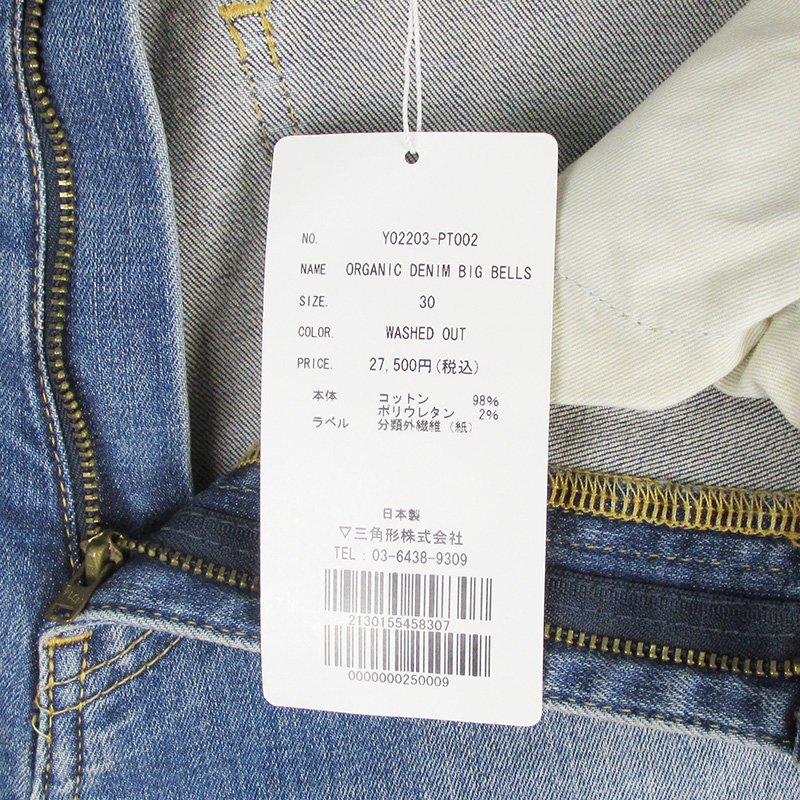 NO. YO2203-PT002
NAME ORGANIC DENIM BIG BELLS
SIZE. 30
COLOR. WASHED OUT
PRICE. 27,500円(税込)
本体 コットン 98%
ポリウレタン 2%
ラベル 分類外繊維(紙)
日本製
▽三角形株式会社
TEL : 03-6438-9309
2130155458307
0000000250009